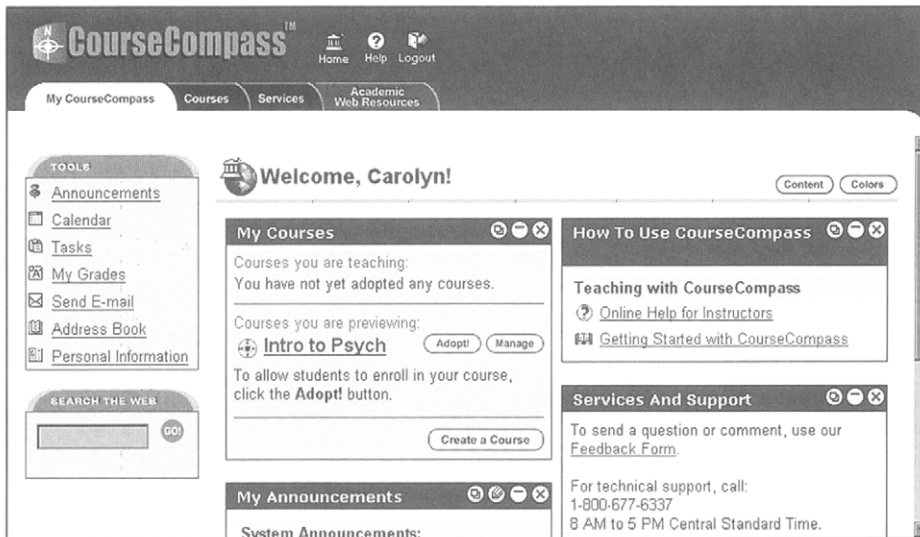 N
CourseCompass™
Home Help Logout
My CourseCompass Courses Services Academic Web Resources
TOOLS
Announcements
Calendar
Tasks
My Grades
Send E-mail
Address Book
Personal Information
SEARCH THE WEB
GO!
Welcome, Carolyn!
Content Colors
My Courses
Courses you are teaching:
You have not yet adopted any courses.
Courses you are previewing:
Intro to Psych Adopt! Manage
To allow students to enroll in your course,
click the Adopt! button.
Create a Course
My Announcements
System Announcements:
How To Use CourseCompass
Teaching with CourseCompass
Online Help for Instructors
Getting Started with CourseCompass
Services And Support
To send a question or comment, use our
Feedback Form.
For technical support, call:
1-800-677-6337
8 AM to 5 PM Central Standard Time.